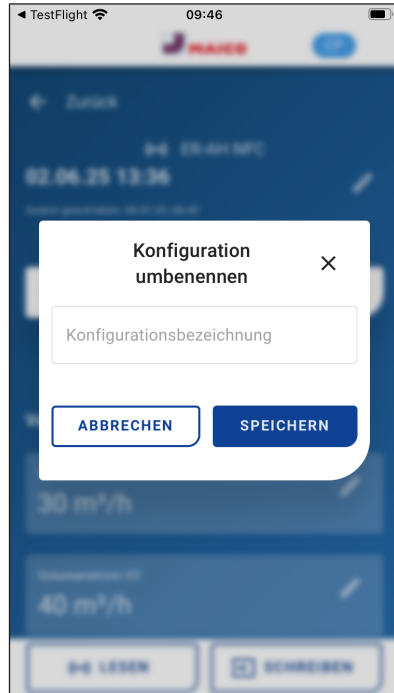 ◀ TestFlight 09:46
MAICO
Zurück
ER-AH NFC
02.06.25 13:36
Konfiguration
umbenennen
Konfigurationsbezeichnung
ABBRECHEN SPEICHERN
30 m³/h
40 m³/h
LESEN SCHREIBEN